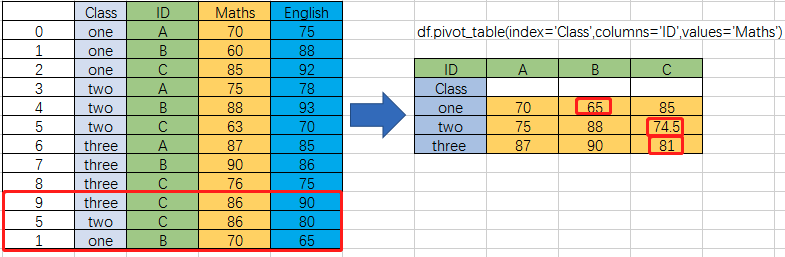 Class ID Maths English
0 one A 70 75
1 one B 60 88
2 one C 85 92
3 two A 75 78
4 two B 88 93
5 two C 63 70
6 three A 87 85
7 three B 90 86
8 three C 76 75
9 three C 86 90
5 two C 86 80
1 one B 70 65
df.pivot_table(index='Class',columns='ID',values='Maths')
ID A B C
Class
one 70 65 85
two 75 88 74.5
three 87 90 81